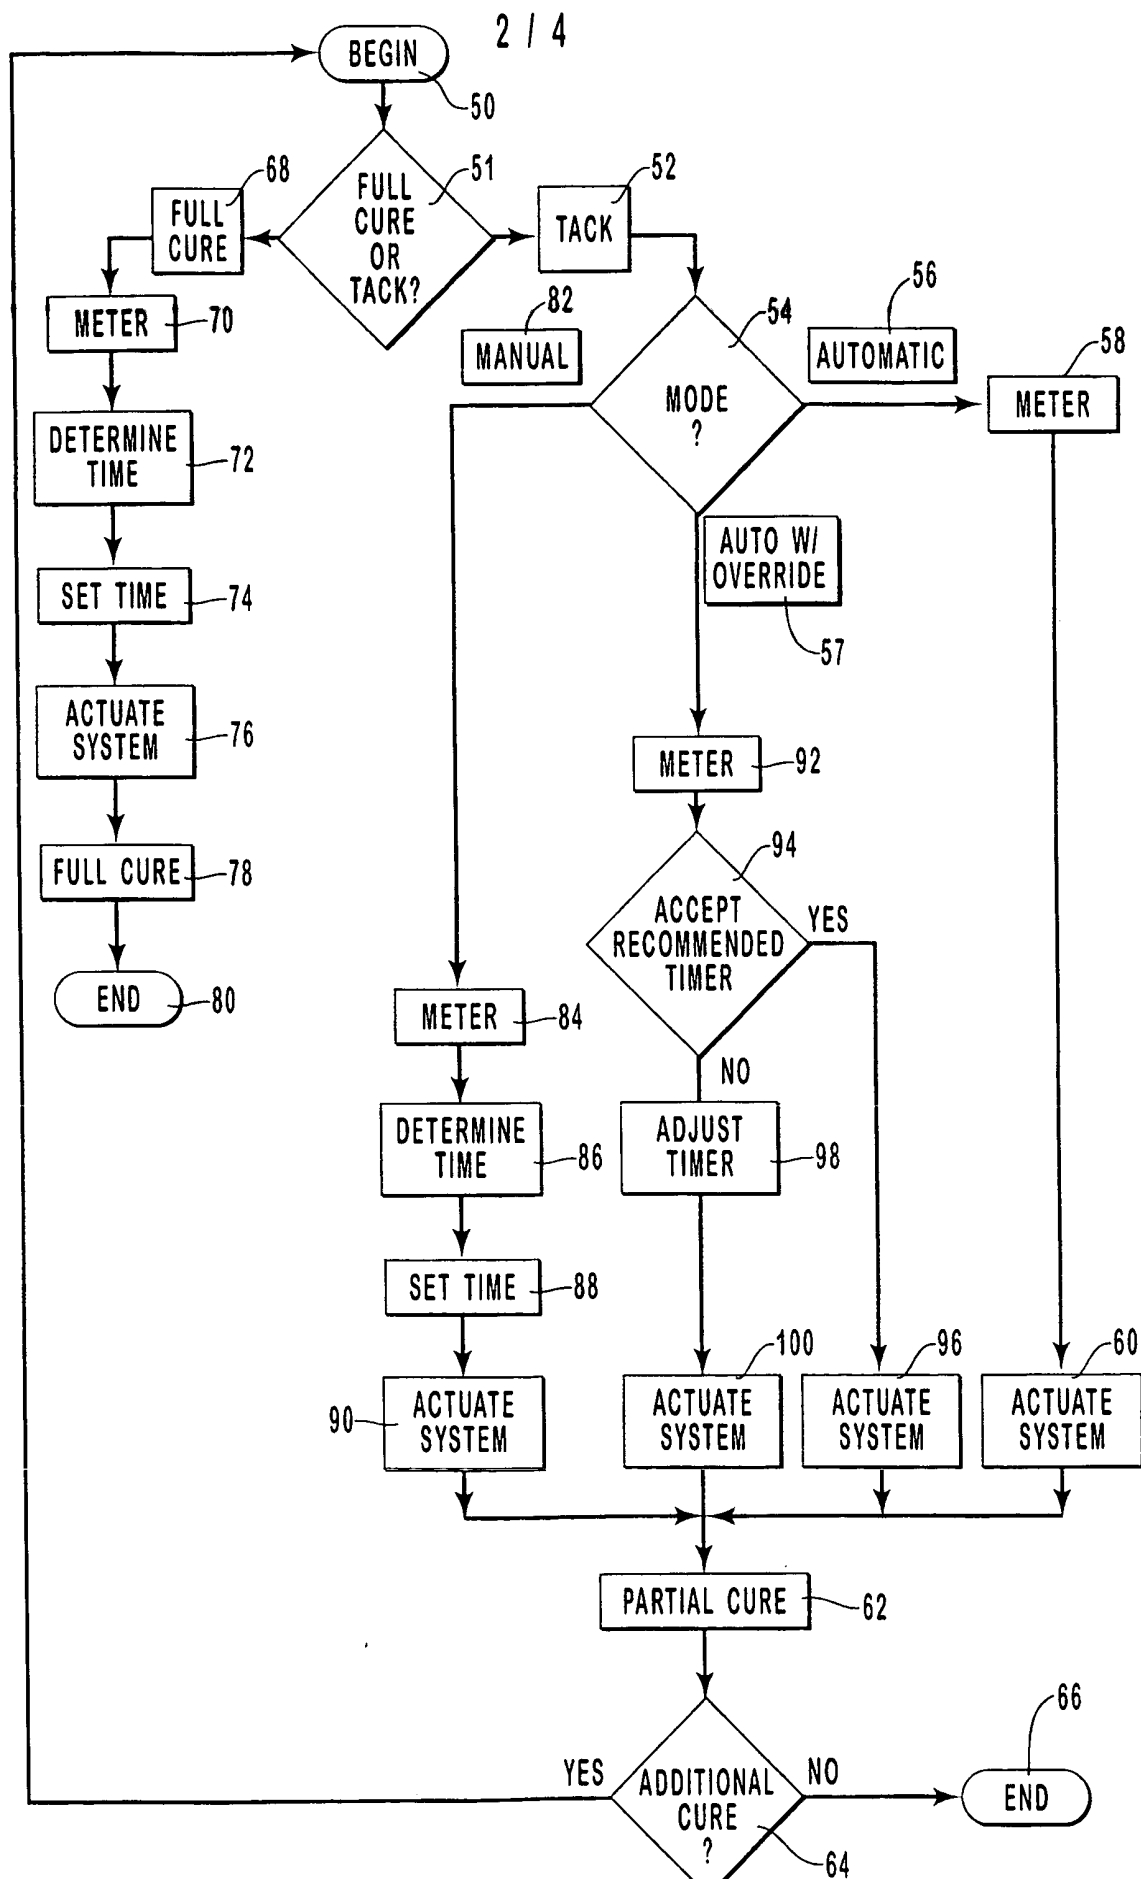 2 / 4
BEGIN
50
FULL
CURE
OR
TACK?
51
68
FULL
CURE
52
TACK
METER
70
82
MANUAL
54
MODE
?
56
AUTOMATIC
58
METER
DETERMINE
TIME
72
AUTO W/
OVERRIDE
57
SET TIME
74
ACTUATE
SYSTEM
76
METER
92
FULL CURE
78
94
ACCEPT
RECOMMENDED
TIMER
YES
NO
END
80
METER
84
DETERMINE
TIME
86
ADJUST
TIMER
98
SET TIME
88
90
ACTUATE
SYSTEM
100
ACTUATE
SYSTEM
96
ACTUATE
SYSTEM
60
ACTUATE
SYSTEM
PARTIAL CURE
62
YES
ADDITIONAL
CURE
?
64
NO
66
END